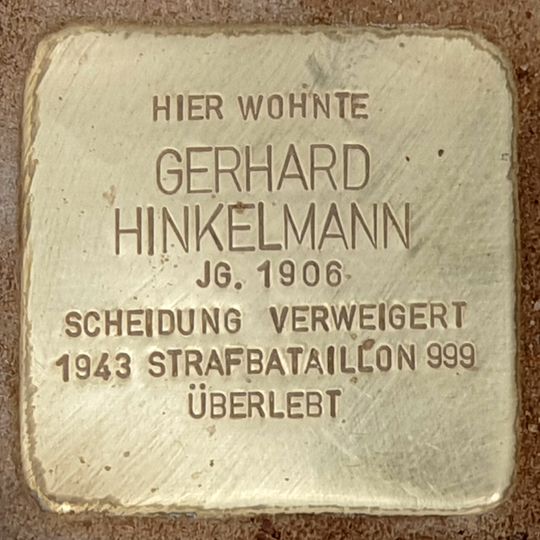 HIER WOHNTE
GERHARD
HINKELMANN
JG. 1906
SCHEIDUNG VERWEIGERT
1943 STRAFBATAILLON 999
ÜBERLEBT